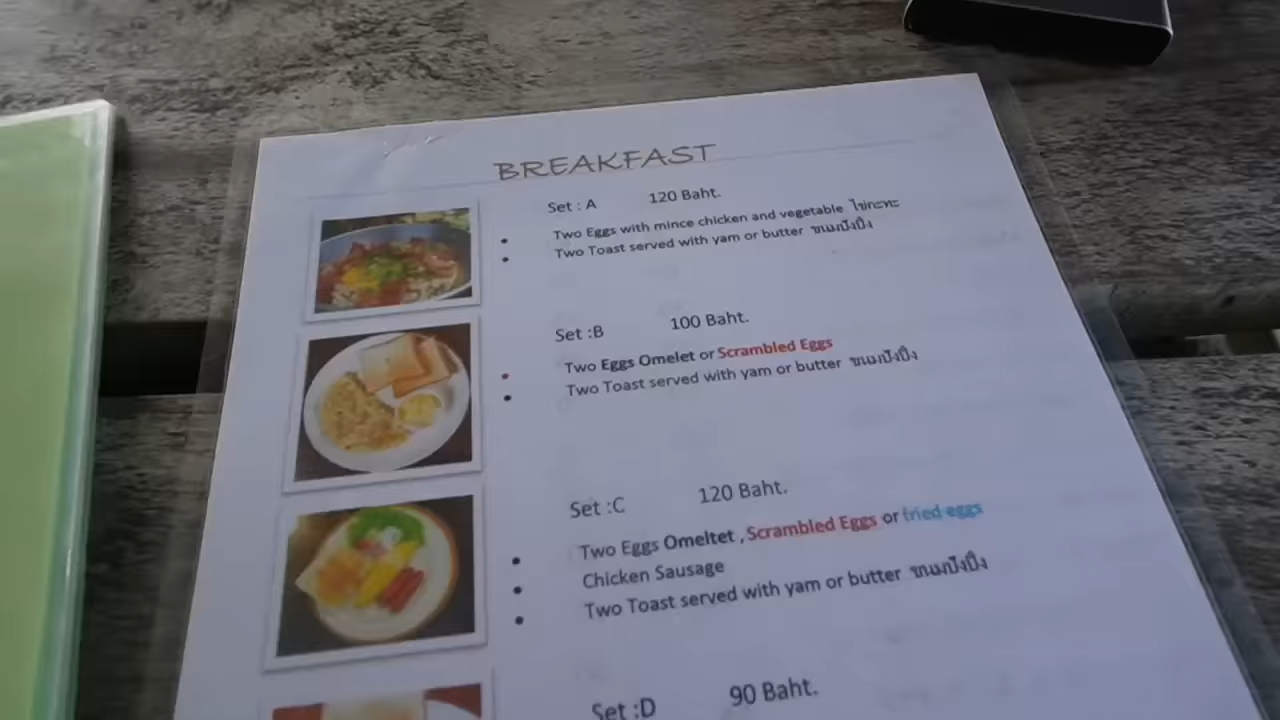 BREAKFAST
Set : A 120 Baht.
Two Eggs with mince chicken and vegetable ไข่กะทะ
Two Toast served with yam or butter ขนมปังปิ้ง
Set :B 100 Baht.
Two Eggs Omelet or Scrambled Eggs
Two Toast served with yam or butter ขนมปังปิ้ง
Set :C 120 Baht.
Two Eggs Omeltet , Scrambled Eggs or fried eggs
Chicken Sausage
Two Toast served with yam or butter ขนมปังปิ้ง
Set :D 90 Baht.